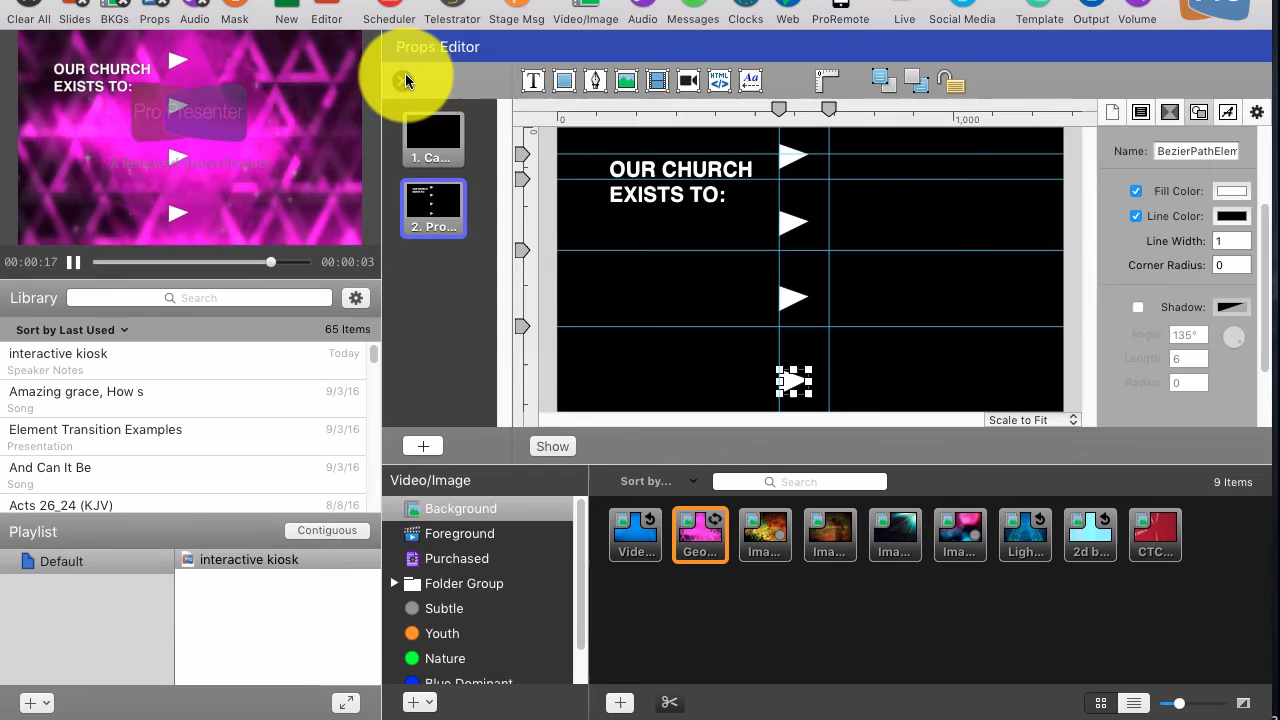 Clear All Slides BKGs Props Audio Mask New Editor Scheduler Telestrator Stage Msg Video/Image Audio Messages Clocks Web ProRemote Live Social Media Template Output Volume
Props Editor
OUR CHURCH
EXISTS TO:
Pro Presenter
00:00:17
00:00:03
Library
Search
Sort by Last Used
65 Items
interactive kiosk
Today
Speaker Notes
Amazing grace, How s
9/3/16
Song
Element Transition Examples
9/3/16
Presentation
And Can It Be
9/3/16
Song
Acts 26_24 (KJV)
8/8/16
Playlist
Contiguous
Default
interactive kiosk
1. Ca...
2. Pro...
T
HTML
Aa
0
1,000
0
OUR CHURCH
EXISTS TO:
Scale to Fit
Show
Name: BezierPathElem
Fill Color:
Line Color:
Line Width: 1
Corner Radius: 0
Shadow:
Angle: 135°
Length: 6
Radius: 0
Video/Image
Sort by...
Search
9 Items
Background
Foreground
Purchased
Folder Group
Subtle
Youth
Nature
Blue Dominant
Vide...
Geo...
Ima...
Ima...
Ima...
Ima...
Ligh...
2d b...
CTC...